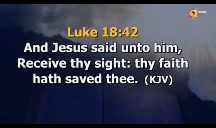 Luke 18:42
And Jesus said unto him,
Receive thy sight: thy faith
hath saved thee. (KJV)